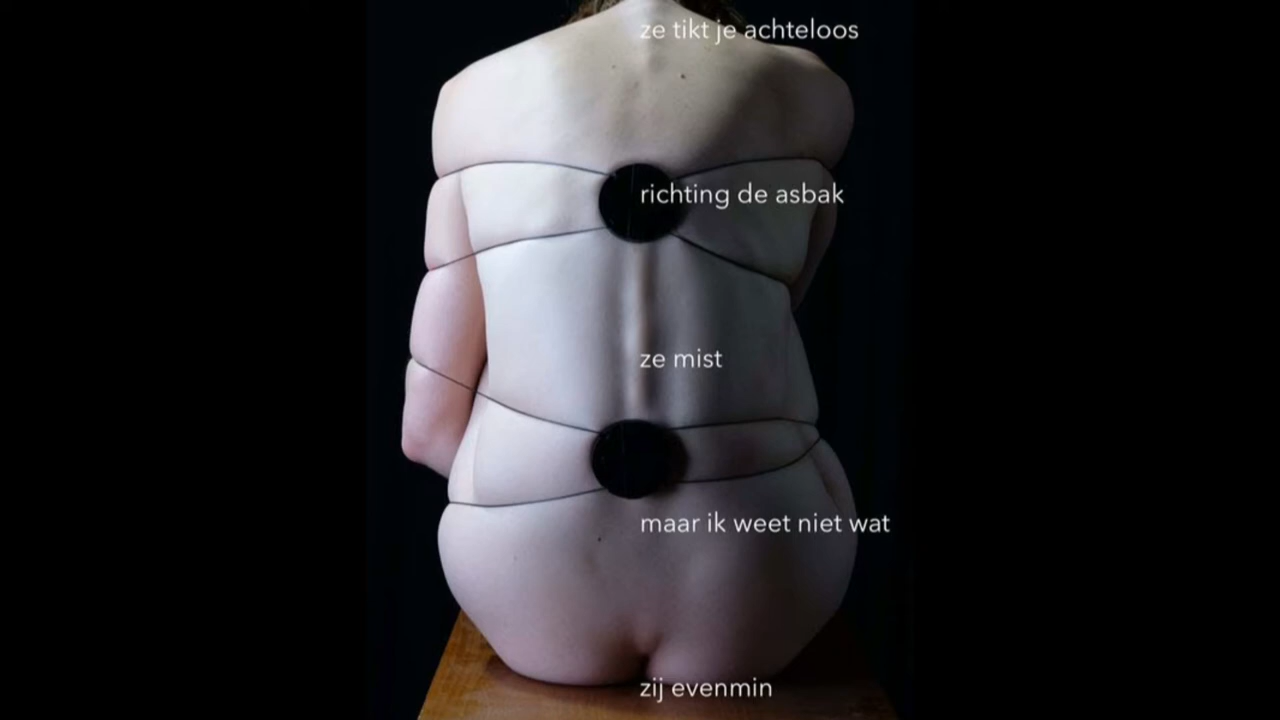 ze tikt je achteloos
richting de asbak
ze mist
maar ik weet niet wat
zij evenmin